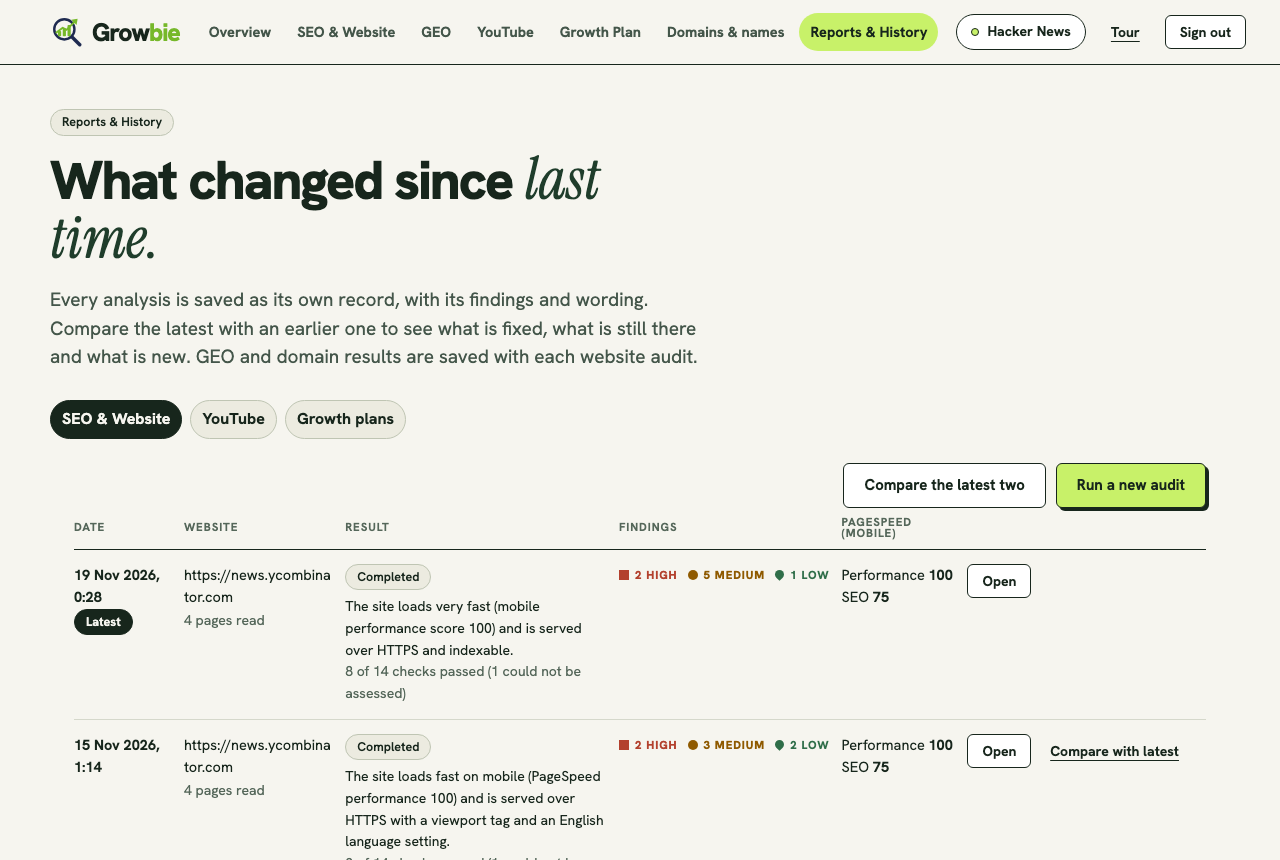 Growbie Overview SEO & Website GEO YouTube Growth Plan Domains & names Reports & History Hacker News Tour Sign out
Reports & History
What changed since last
time.
Every analysis is saved as its own record, with its findings and wording.
Compare the latest with an earlier one to see what is fixed, what is still there
and what is new. GEO and domain results are saved with each website audit.
SEO & Website YouTube Growth plans
Compare the latest two Run a new audit
DATE WEBSITE RESULT FINDINGS PAGESPEED
(MOBILE)
19 Nov 2026, https://news.ycombina Completed 2 HIGH 5 MEDIUM 1 LOW Performance 100 Open
0:28 tor.com SEO 75
Latest 4 pages read The site loads very fast (mobile
performance score 100) and is served
over HTTPS and indexable.
8 of 14 checks passed (1 could not be
assessed)
15 Nov 2026, https://news.ycombina Completed 2 HIGH 3 MEDIUM 2 LOW Performance 100 Open Compare with latest
1:14 tor.com SEO 75
4 pages read The site loads fast on mobile (PageSpeed
performance 100) and is served over
HTTPS with a viewport tag and an English
language setting.